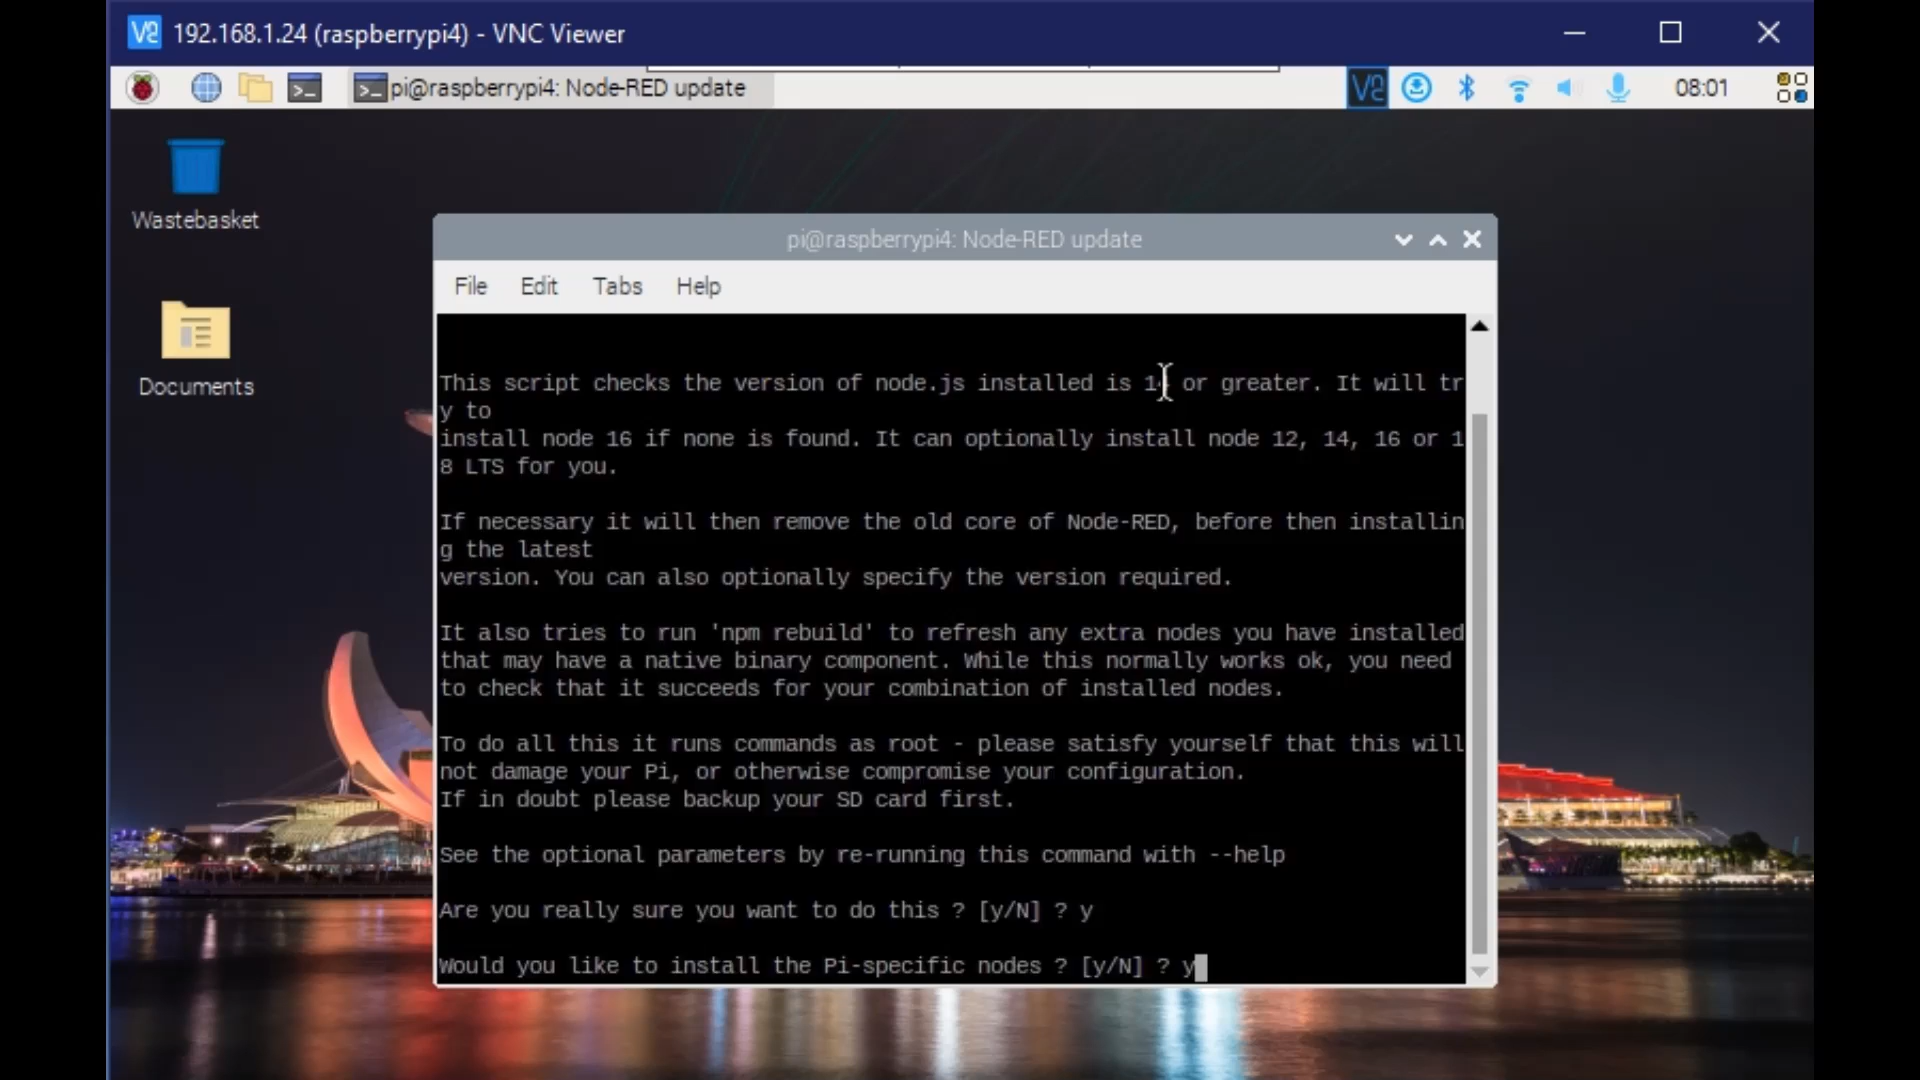 192.168.1.24 (raspberrypi4) - VNC Viewer
pi@raspberrypi4: Node-RED update
08:01
Wastebasket
Documents
pi@raspberrypi4: Node-RED update
File Edit Tabs Help
This script checks the version of node.js installed is or greater. It will tr
y to
install node 16 if none is found. It can optionally install node 12, 14, 16 or 1
8 LTS for you.
If necessary it will then remove the old core of Node-RED, before then installin
g the latest
version. You can also optionally specify the version required.
It also tries to run 'npm rebuild' to refresh any extra nodes you have installed
that may have a native binary component. While this normally works ok, you need
to check that it succeeds for your combination of installed nodes.
To do all this it runs commands as root - please satisfy yourself that this will
not damage your Pi, or otherwise compromise your configuration.
If in doubt please backup your SD card first.
See the optional parameters by re-running this command with --help
Are you really sure you want to do this ? [y/N] ? y
Would you like to install the Pi-specific nodes ? [y/N] ? y